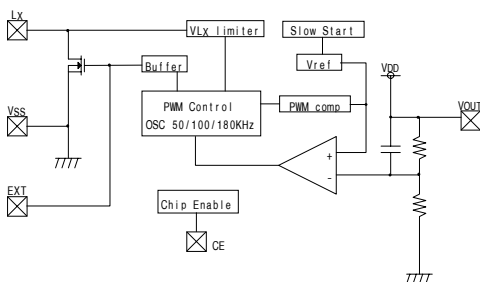 LX
VLX limiter
Slow Start
Buffer
Vref
VDD
PWM Control
OSC 50/100/180KHz
PWM comp
VOUT
VSS
+
-
EXT
Chip Enable
CE